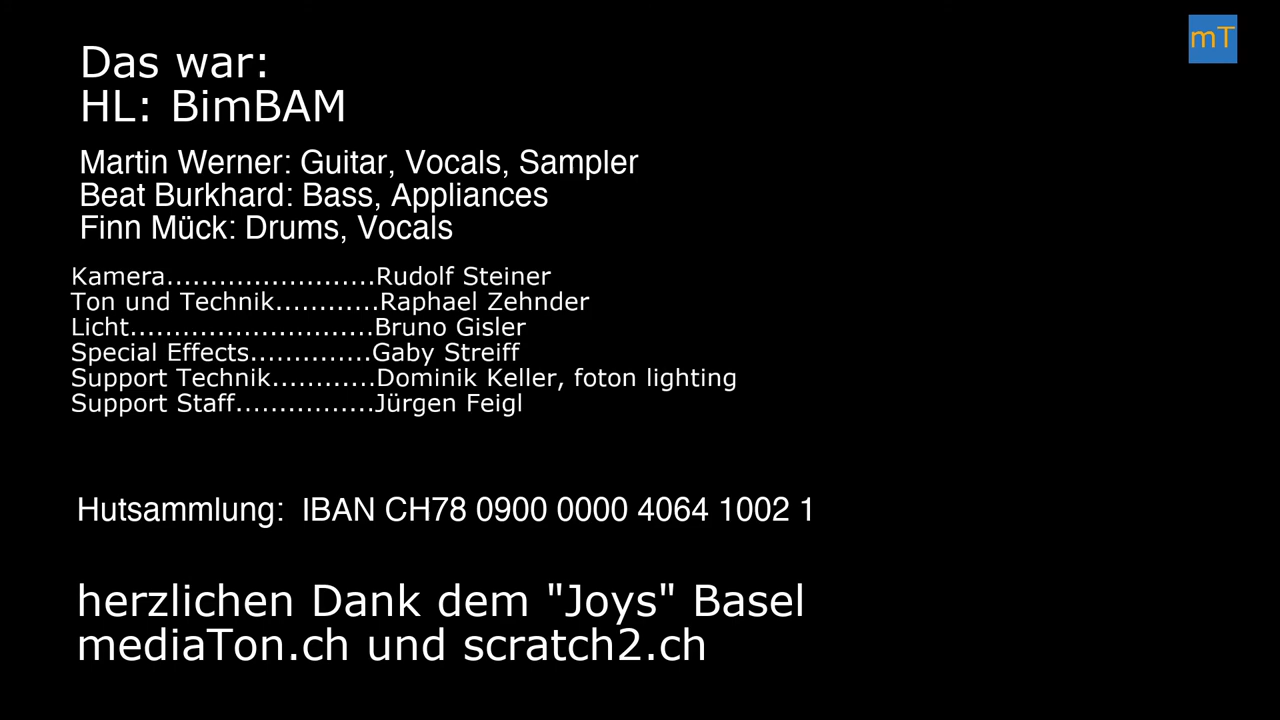 mT
Das war:
HL: BimBAM
Martin Werner: Guitar, Vocals, Sampler
Beat Burkhard: Bass, Appliances
Finn Mück: Drums, Vocals
Kamera........................Rudolf Steiner
Ton und Technik............Raphael Zehnder
Licht............................Bruno Gisler
Special Effects..............Gaby Streiff
Support Technik............Dominik Keller, foton lighting
Support Staff................Jürgen Feigl
Hutsammlung:  IBAN CH78 0900 0000 4064 1002 1
herzlichen Dank dem "Joys" Basel
mediaTon.ch und scratch2.ch